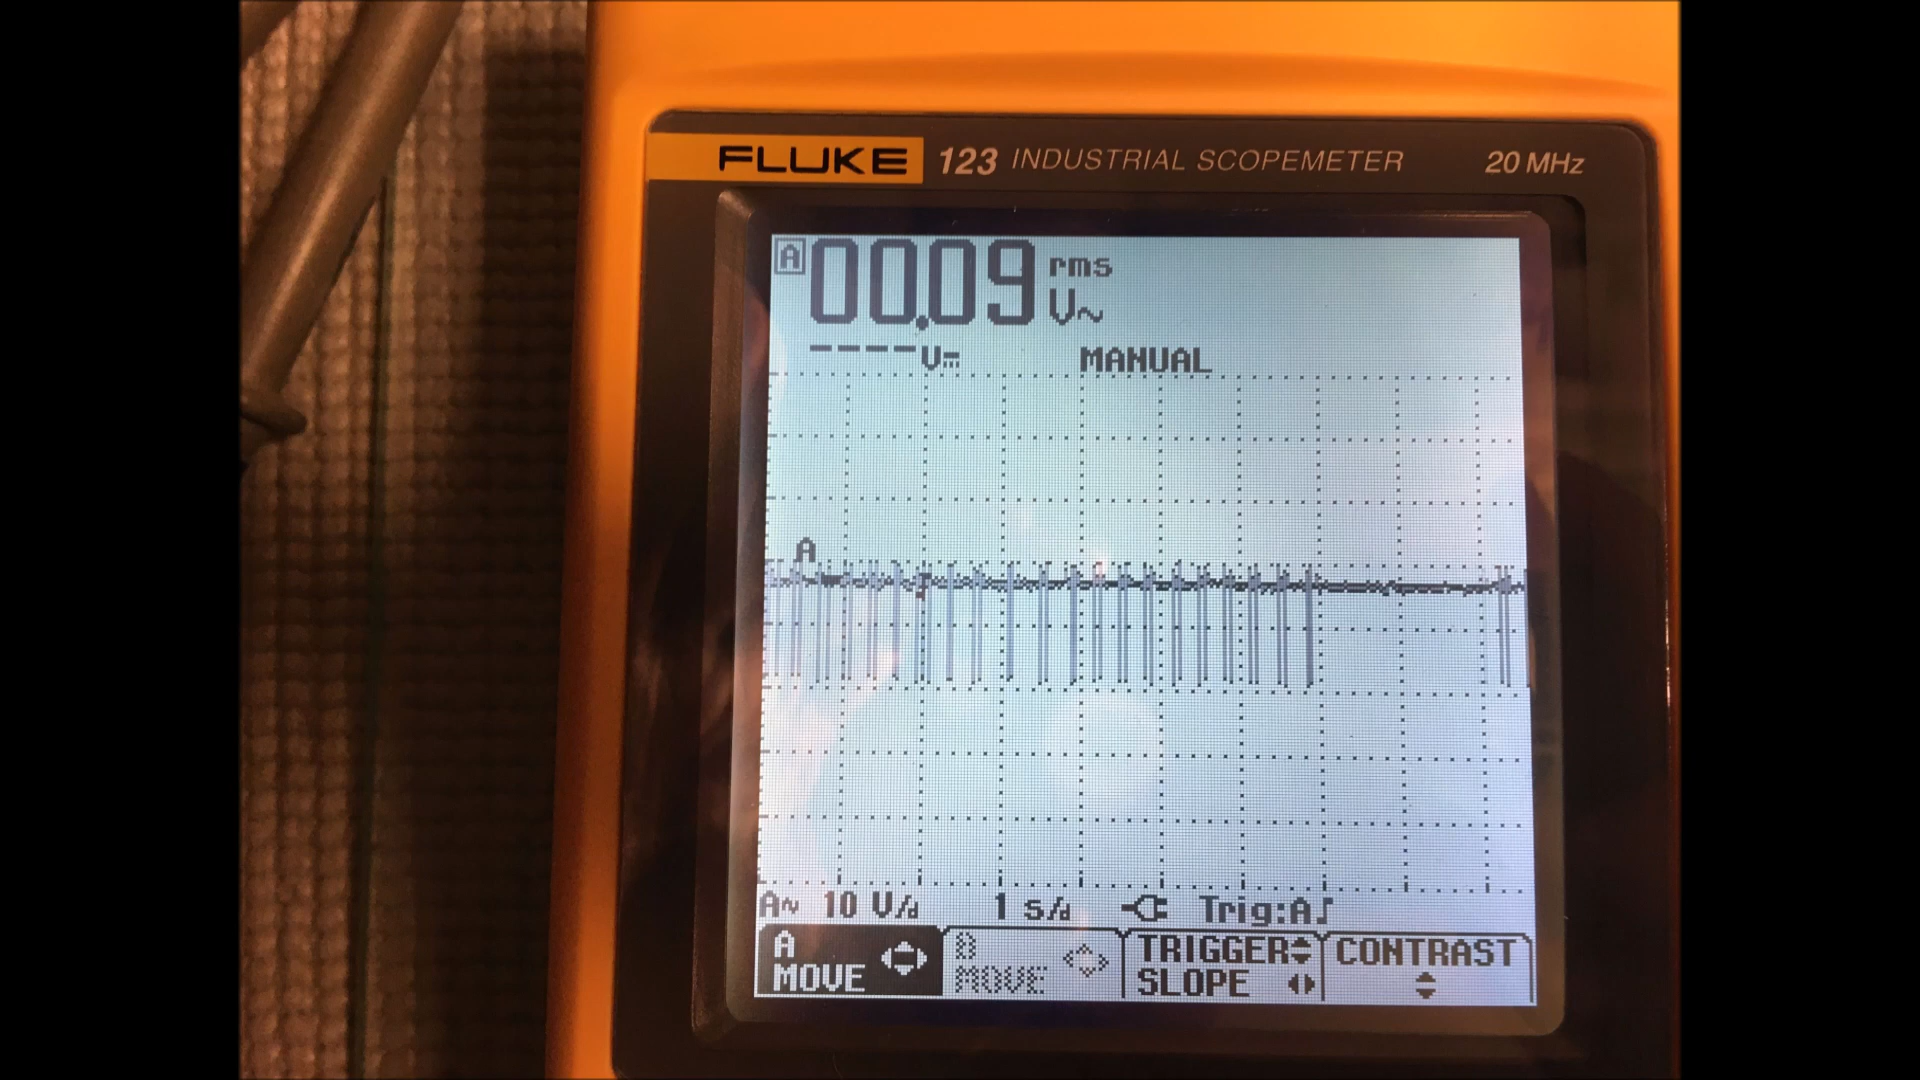 FLUKE 123 INDUSTRIAL SCOPEMETER 20 MHz
A 00.09 rms V~
----V⎓ MANUAL
A
A~ 10 V/d 1 s/d Trig:A
A MOVE
B MOVE
TRIGGER
SLOPE
CONTRAST